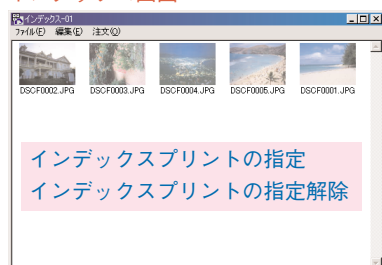 インデックス-01
ファイル(F) 編集(E) 注文(O)
DSCF0002.JPG DSCF0003.JPG DSCF0004.JPG DSCF0005.JPG DSCF0001.JPG
インデックスプリントの指定
インデックスプリントの指定解除